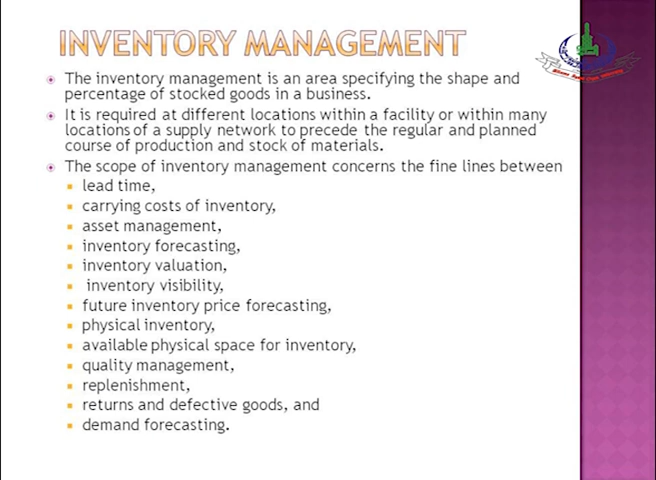 INVENTORY MANAGEMENT
The inventory management is an area specifying the shape and
percentage of stocked goods in a business.
It is required at different locations within a facility or within many
locations of a supply network to precede the regular and planned
course of production and stock of materials.
The scope of inventory management concerns the fine lines between
lead time,
carrying costs of inventory,
asset management,
inventory forecasting,
inventory valuation,
inventory visibility,
future inventory price forecasting,
physical inventory,
available physical space for inventory,
quality management,
replenishment,
returns and defective goods, and
demand forecasting.